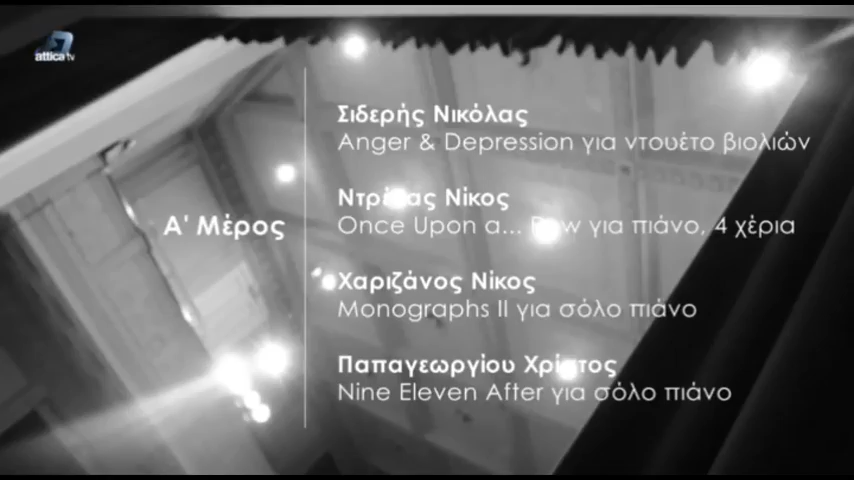 attica tv
Α' Μέρος
Σιδερής Νικόλας
Anger & Depression για ντουέτο βιολιών
Νίκος
Once Upon a... για πιάνο, 4 χέρια
Χαριζάνος Νίκος
Monographs II για σόλο πιάνο
Παπαγεωργίου Χρίστος
Nine Eleven After για σόλο πιάνο